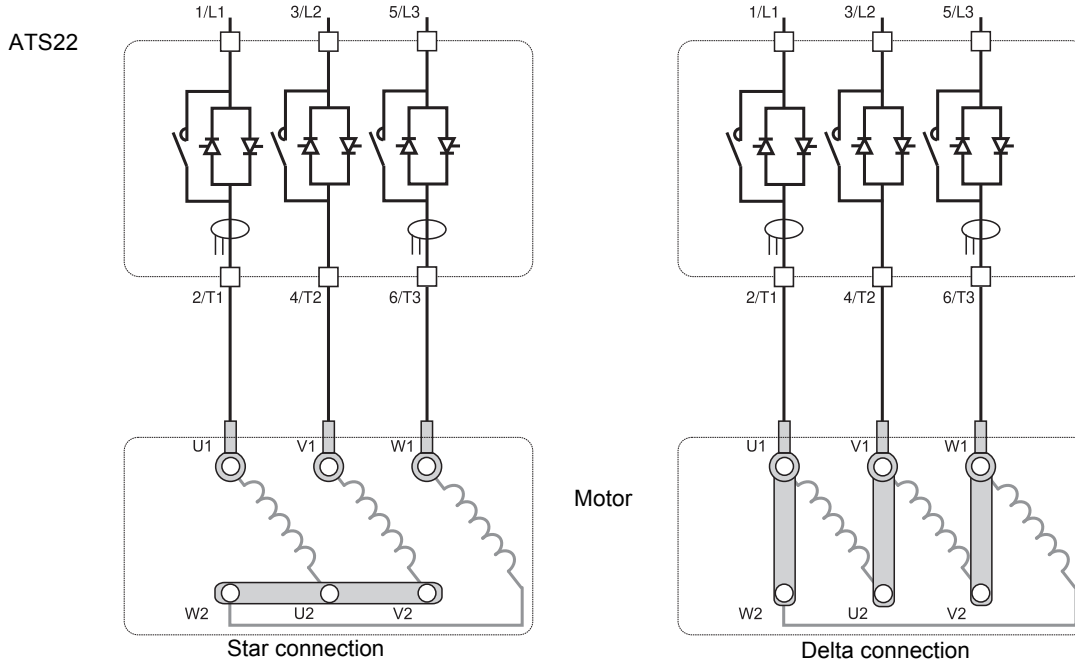 1/L1 3/L2 5/L3 1/L1 3/L2 5/L3
ATS22
2/T1 4/T2 6/T3 2/T1 4/T2 6/T3
U1 V1 W1 U1 V1 W1
Motor
W2 U2 V2 W2 U2 V2
Star connection Delta connection